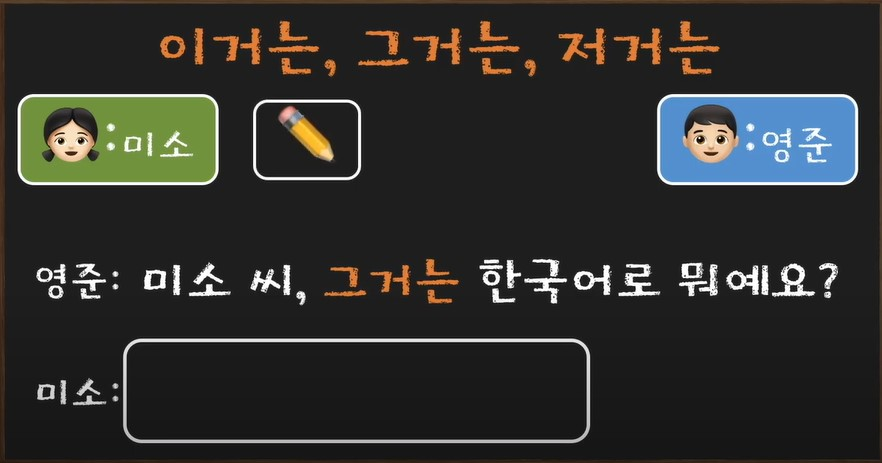 이거는, 그거는, 저거는
:미소 :영준
영준: 미소 씨, 그거는 한국어로 뭐예요?
미소: